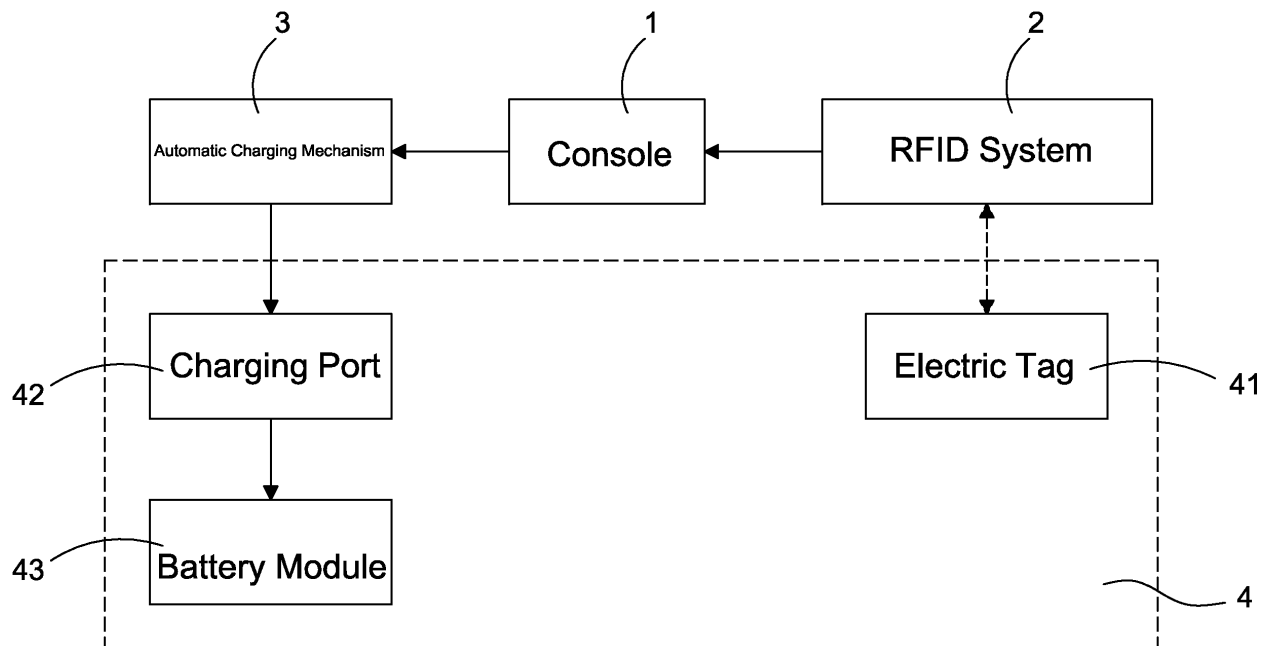 3
1
2
Automatic Charging Mechanism
Console
RFID System
Charging Port
Electric Tag
42
41
Battery Module
43
4